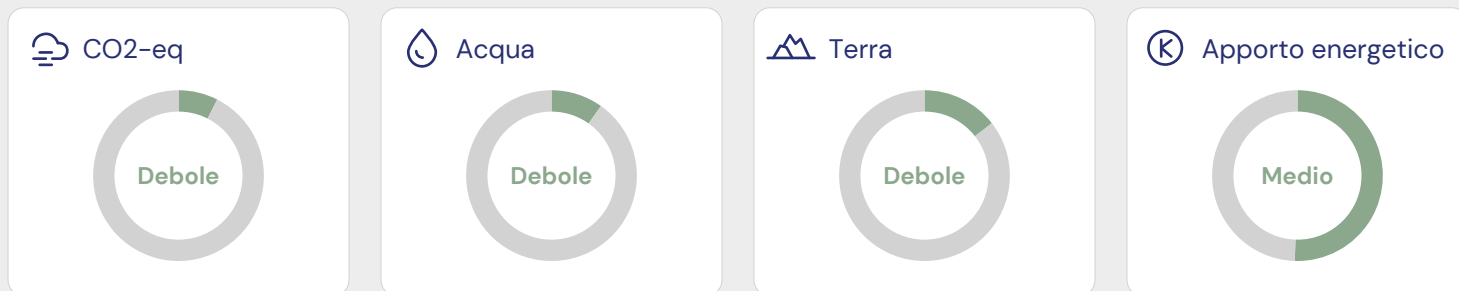 CO2-eq
Debole
Acqua
Debole
Terra
Debole
Apporto energetico
Medio